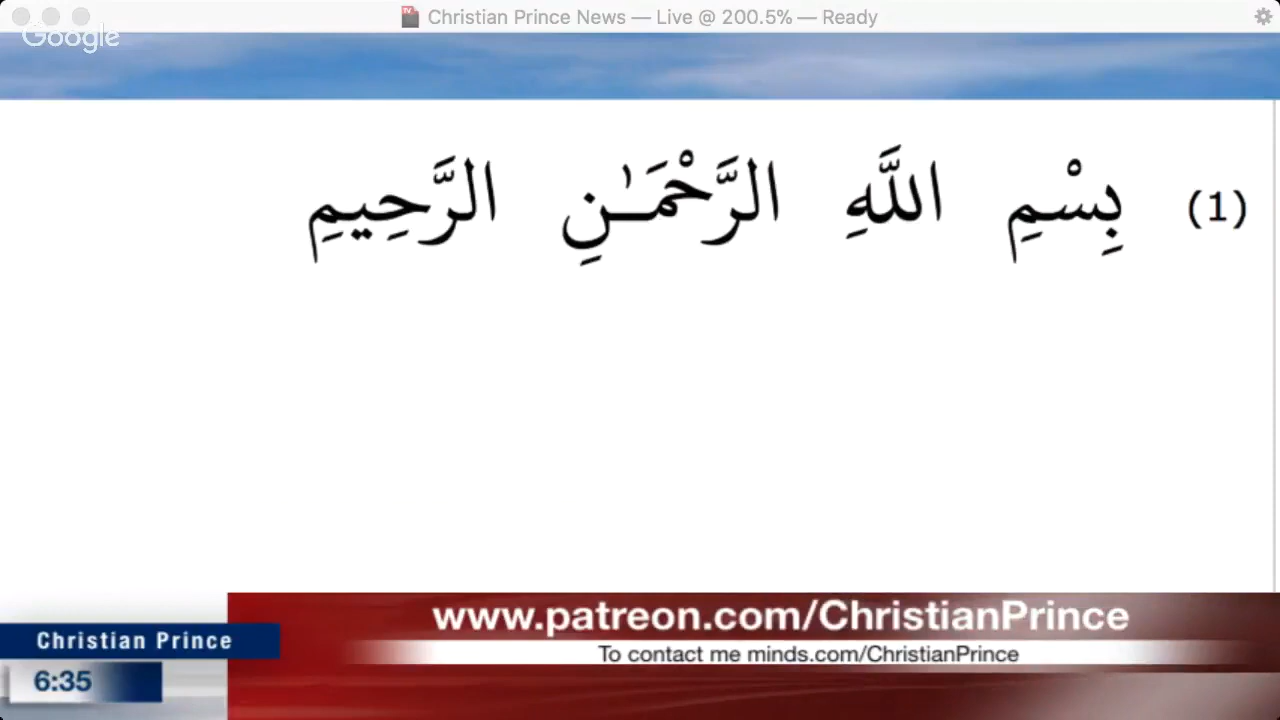 Christian Prince News — Live @ 200.5% — Ready
Google
(1) بِسْمِ اللَّهِ الرَّحْمَـٰنِ الرَّحِيمِ
www.patreon.com/ChristianPrince
Christian Prince
To contact me minds.com/ChristianPrince
6:35